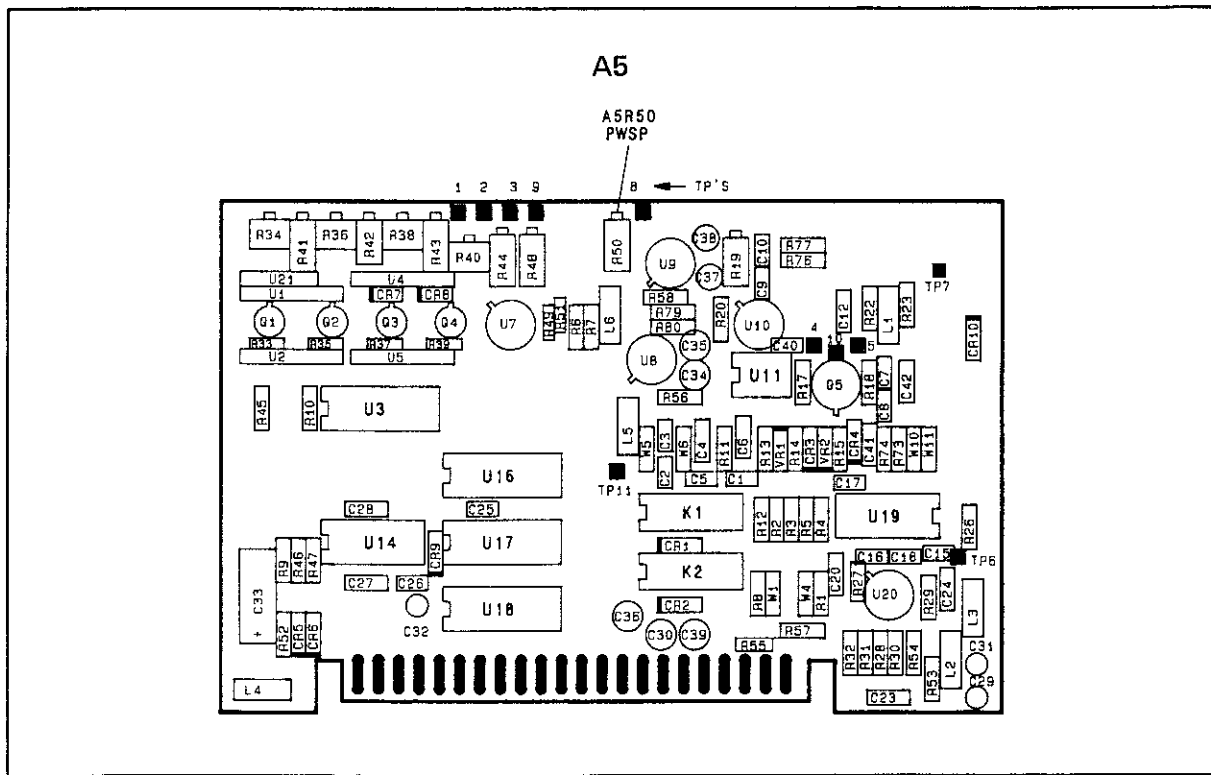 A5
A5R50
PWSP
1 2 3 9 8 TP'S
R34 R41 R36 R42 R38 R43 R40 R44 R48 R50 U9 C38 C37 R19 C10 C9 R77 R76
TP7
U21 U4
U1 CR7 CR8
Q1 Q2 Q3 Q4 U7 R49 R51 R6 R7 L6 R58 R79 R80 R20 U10 C12 R22 L1 R23 CR10
R33 R35 R37 R39
U2 U5
U8 C35 C34 R56 C40 U11 4 10 5 R17 Q5 R18 C7 C8 C42
R45 R10 U3
L5 W5 C3 C2 W6 C4 R11 C6 R13 VR1 R14 CR3 VR2 R15 CR4 C41 R74 R73 W10 W11
C5 C1 C17
TP11
U16
C28 C25 K1 R12 R2 R3 R5 R4 U19 R26
U14 CR9 U17 CR1
K2 C16 C18 C15 TP6
R9 R46 R47 C27 C26 R8 W1 W4 R1 C20 R27 U20 R29 C24 L3
C33 + U18 CR2
C32 C36 C30 C39 R57 R55
R52 CR5 CR6 R32 R31 R28 R30 R54 R53 L2 C31
L4 C23 C29